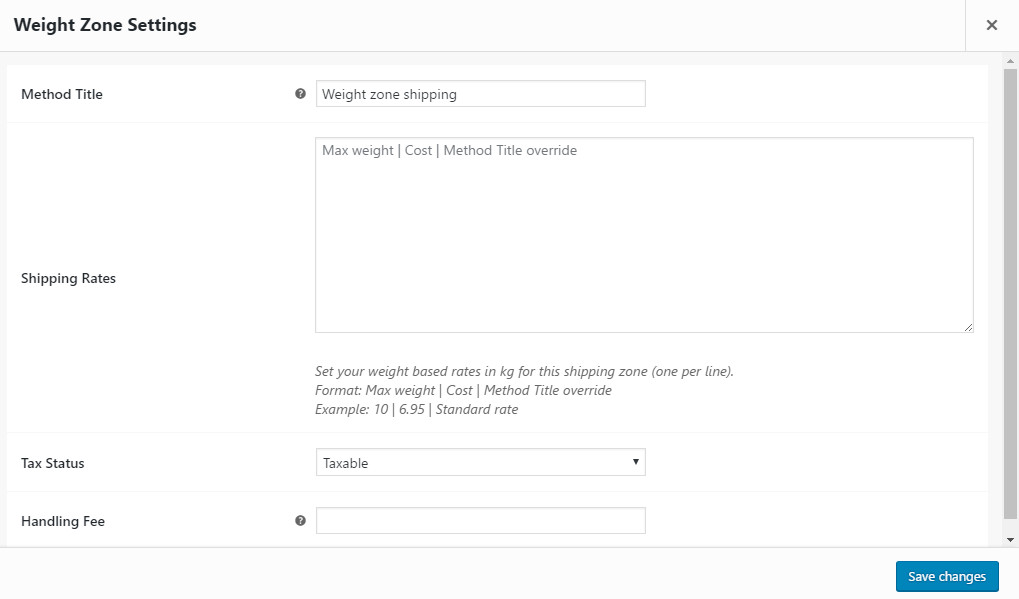 Weight Zone Settings
Method Title
Weight zone shipping
Max weight | Cost | Method Title override
Shipping Rates
Set your weight based rates in kg for this shipping zone (one per line).
Format: Max weight | Cost | Method Title override
Example: 10 | 6.95 | Standard rate
Tax Status
Taxable
Handling Fee
Save changes